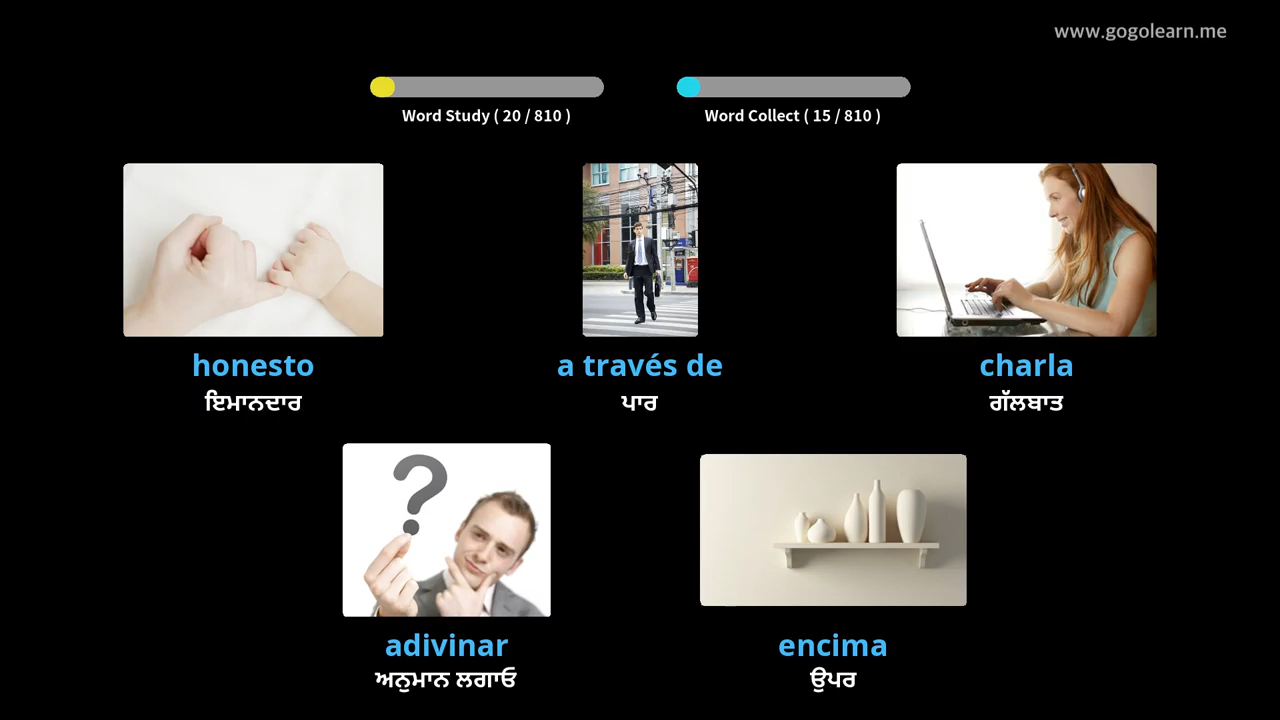 www.gogolearn.me
Word Study ( 20 / 810 )
Word Collect ( 15 / 810 )
honesto
ਇਮਾਨਦਾਰ
a través de
ਪਾਰ
charla
ਗੱਲਬਾਤ
adivinar
ਅਨੁਮਾਨ ਲਗਾਓ
encima
ਉਪਰ